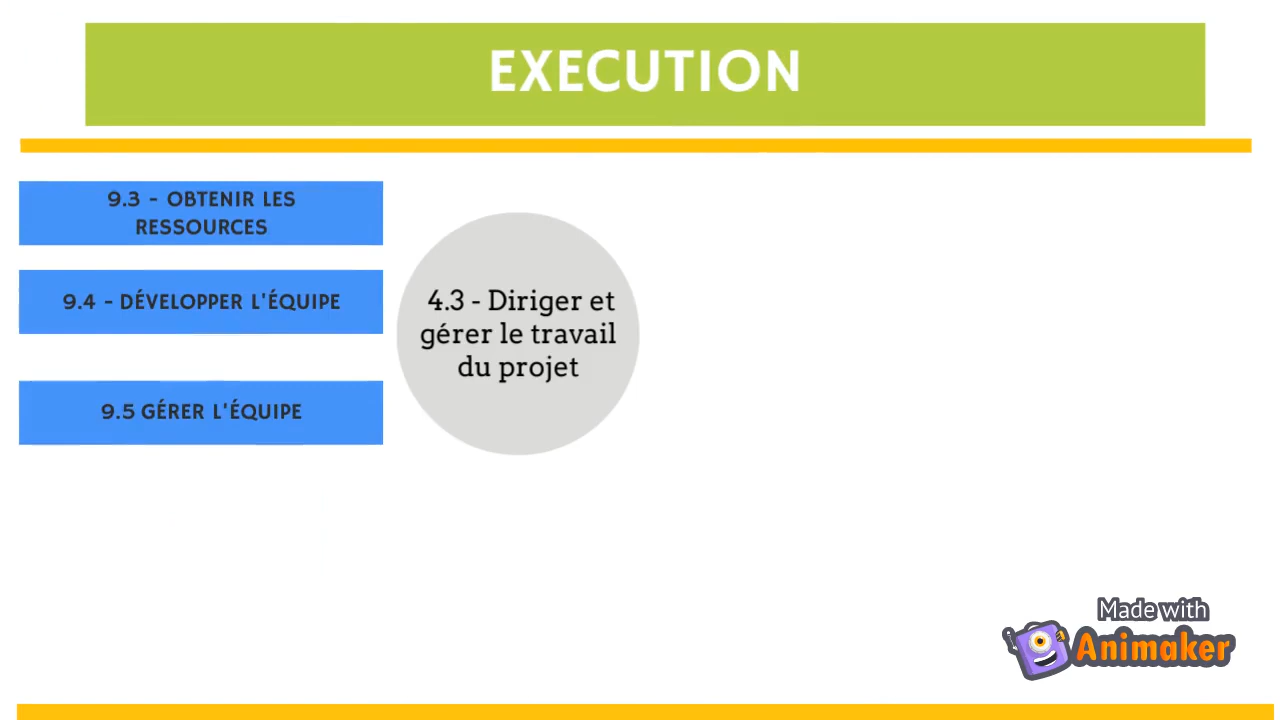 EXECUTION
9.3 - OBTENIR LES
RESSOURCES
9.4 - DÉVELOPPER L'ÉQUIPE
9.5 GÉRER L'ÉQUIPE
4.3 - Diriger et
gérer le travail
du projet
Made with
Animaker